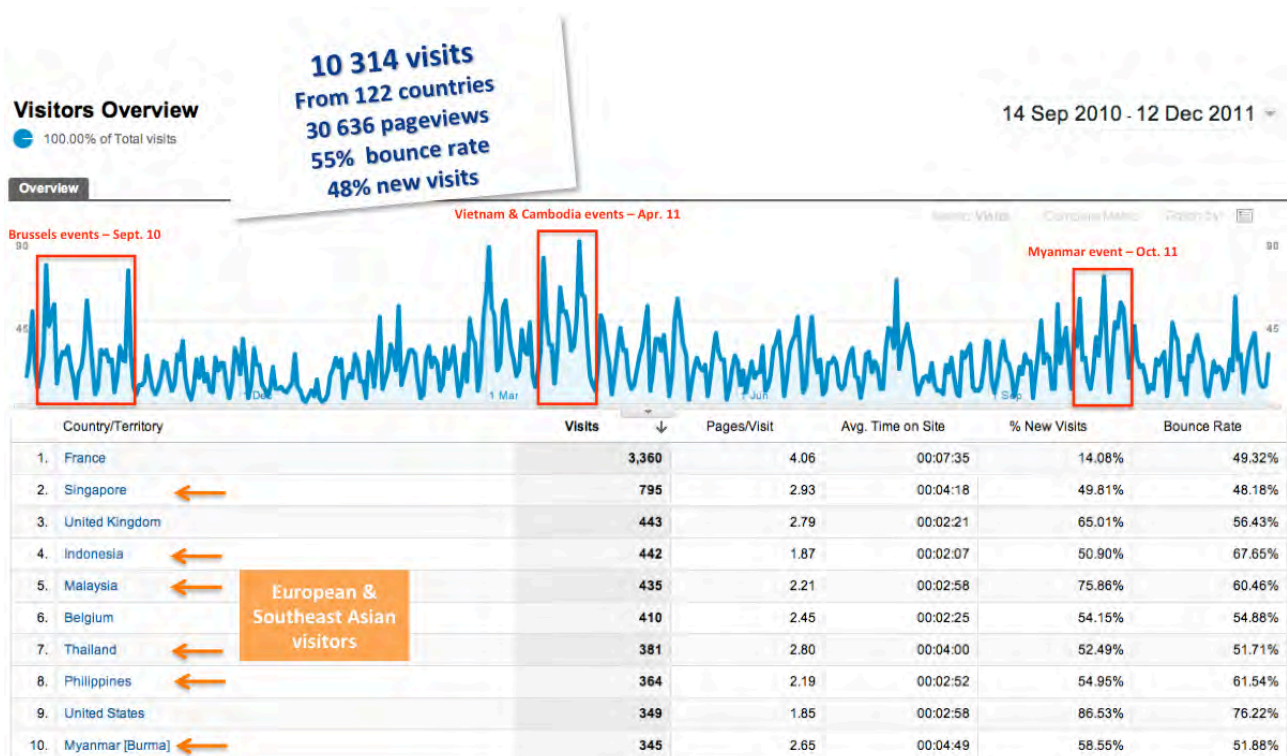 10 314 visits
From 122 countries
30 636 pageviews
55% bounce rate
48% new visits
Visitors Overview
100.00% of Total visits
14 Sep 2010 - 12 Dec 2011
Overview
Vietnam & Cambodia events – Apr. 11
Brussels events – Sept. 10
Myanmar event – Oct. 11
Visits
90 90
45 45
1 Dec 1 Mar 1 Jun 1 Sep
Country/Territory Visits Pages/Visit Avg. Time on Site % New Visits Bounce Rate
1. France 3,360 4.06 00:07:35 14.08% 49.32%
2. Singapore 795 2.93 00:04:18 49.81% 48.18%
3. United Kingdom 443 2.79 00:02:21 65.01% 56.43%
4. Indonesia 442 1.87 00:02:07 50.90% 67.65%
5. Malaysia 435 2.21 00:02:58 75.86% 60.46%
European &
Southeast Asian
visitors
6. Belgium 410 2.45 00:02:25 54.15% 54.88%
7. Thailand 381 2.80 00:04:00 52.49% 51.71%
8. Philippines 364 2.19 00:02:52 54.95% 61.54%
9. United States 349 1.85 00:02:58 86.53% 76.22%
10. Myanmar [Burma] 345 2.65 00:04:49 58.55% 51.88%